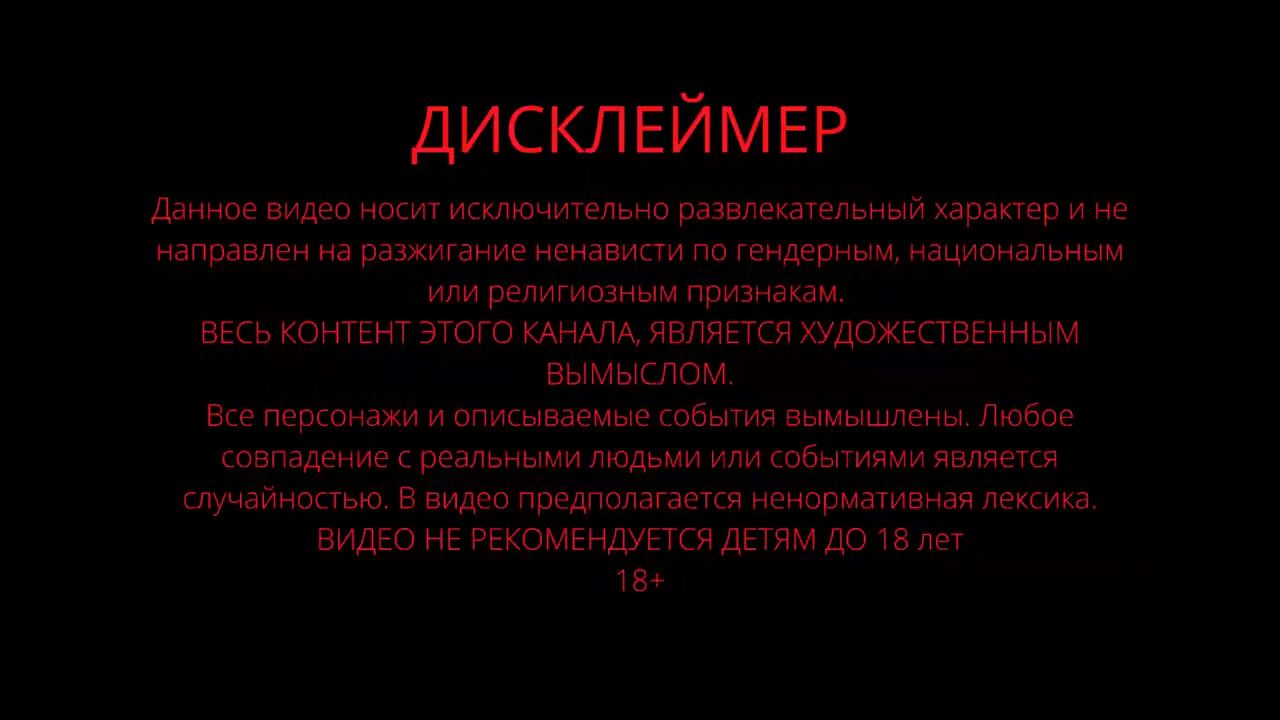 ДИСКЛЕЙМЕР
Данное видео носит исключительно развлекательный характер и не
направлен на разжигание ненависти по гендерным, национальным
или религиозным признакам.
ВЕСЬ КОНТЕНТ ЭТОГО КАНАЛА, ЯВЛЯЕТСЯ ХУДОЖЕСТВЕННЫМ
ВЫМЫСЛОМ.
Все персонажи и описываемые события вымышлены. Любое
совпадение с реальными людьми или событиями является
случайностью. В видео предполагается ненормативная лексика.
ВИДЕО НЕ РЕКОМЕНДУЕТСЯ ДЕТЯМ ДО 18 лет
18+